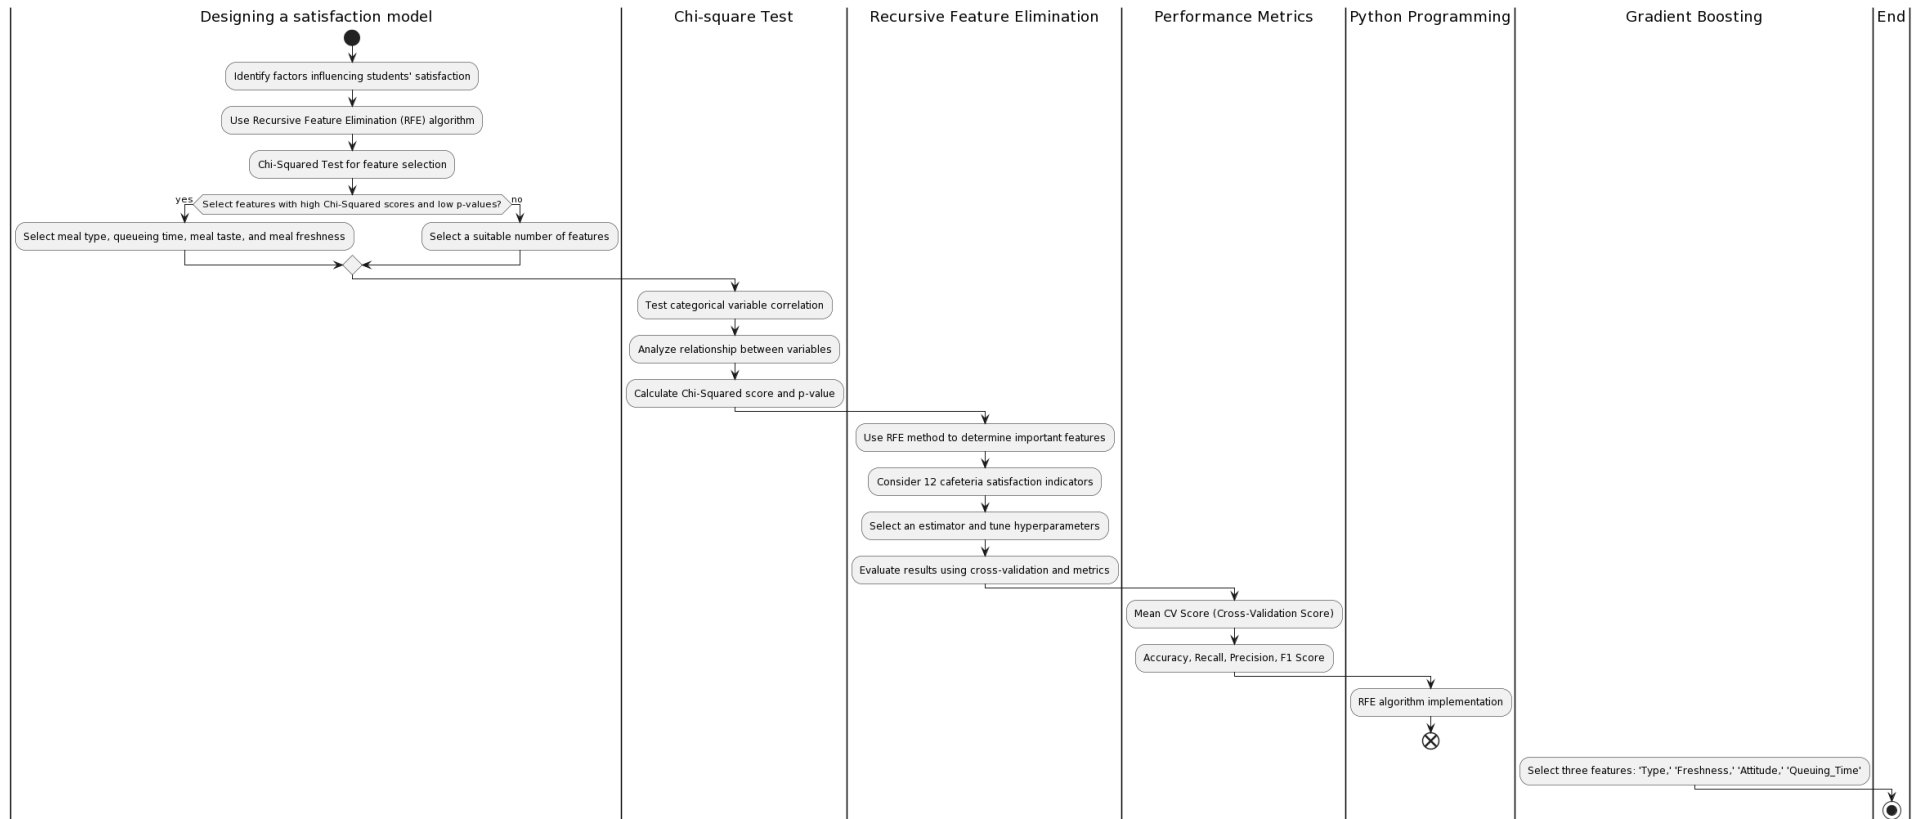 Designing a satisfaction model
Chi-square Test
Recursive Feature Elimination
Performance Metrics
Python Programming
Gradient Boosting
End
Identify factors influencing students' satisfaction
Use Recursive Feature Elimination (RFE) algorithm
Chi-Squared Test for feature selection
yes
Select features with high Chi-Squared scores and low p-values?
no
Select meal type, queueing time, meal taste, and meal freshness
Select a suitable number of features
Test categorical variable correlation
Analyze relationship between variables
Calculate Chi-Squared score and p-value
Use RFE method to determine important features
Consider 12 cafeteria satisfaction indicators
Select an estimator and tune hyperparameters
Evaluate results using cross-validation and metrics
Mean CV Score (Cross-Validation Score)
Accuracy, Recall, Precision, F1 Score
RFE algorithm implementation
Select three features: 'Type,' 'Freshness,' 'Attitude,' 'Queuing_Time'